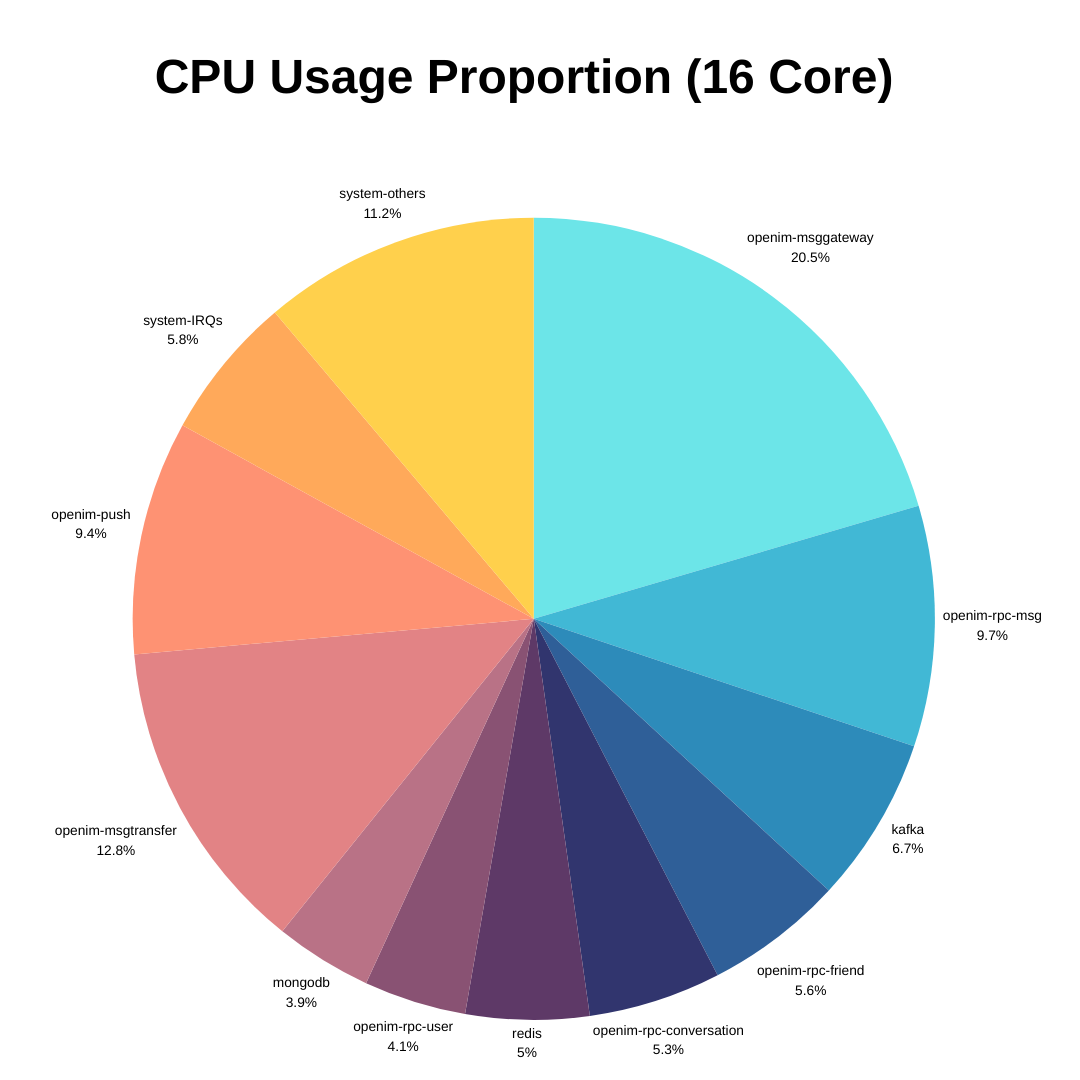 CPU Usage Proportion (16 Core)
system-others
11.2%
openim-msggateway
20.5%
system-IRQs
5.8%
openim-push
9.4%
openim-rpc-msg
9.7%
openim-msgtransfer
12.8%
kafka
6.7%
openim-rpc-friend
5.6%
mongodb
3.9%
openim-rpc-user
4.1%
redis
5%
openim-rpc-conversation
5.3%